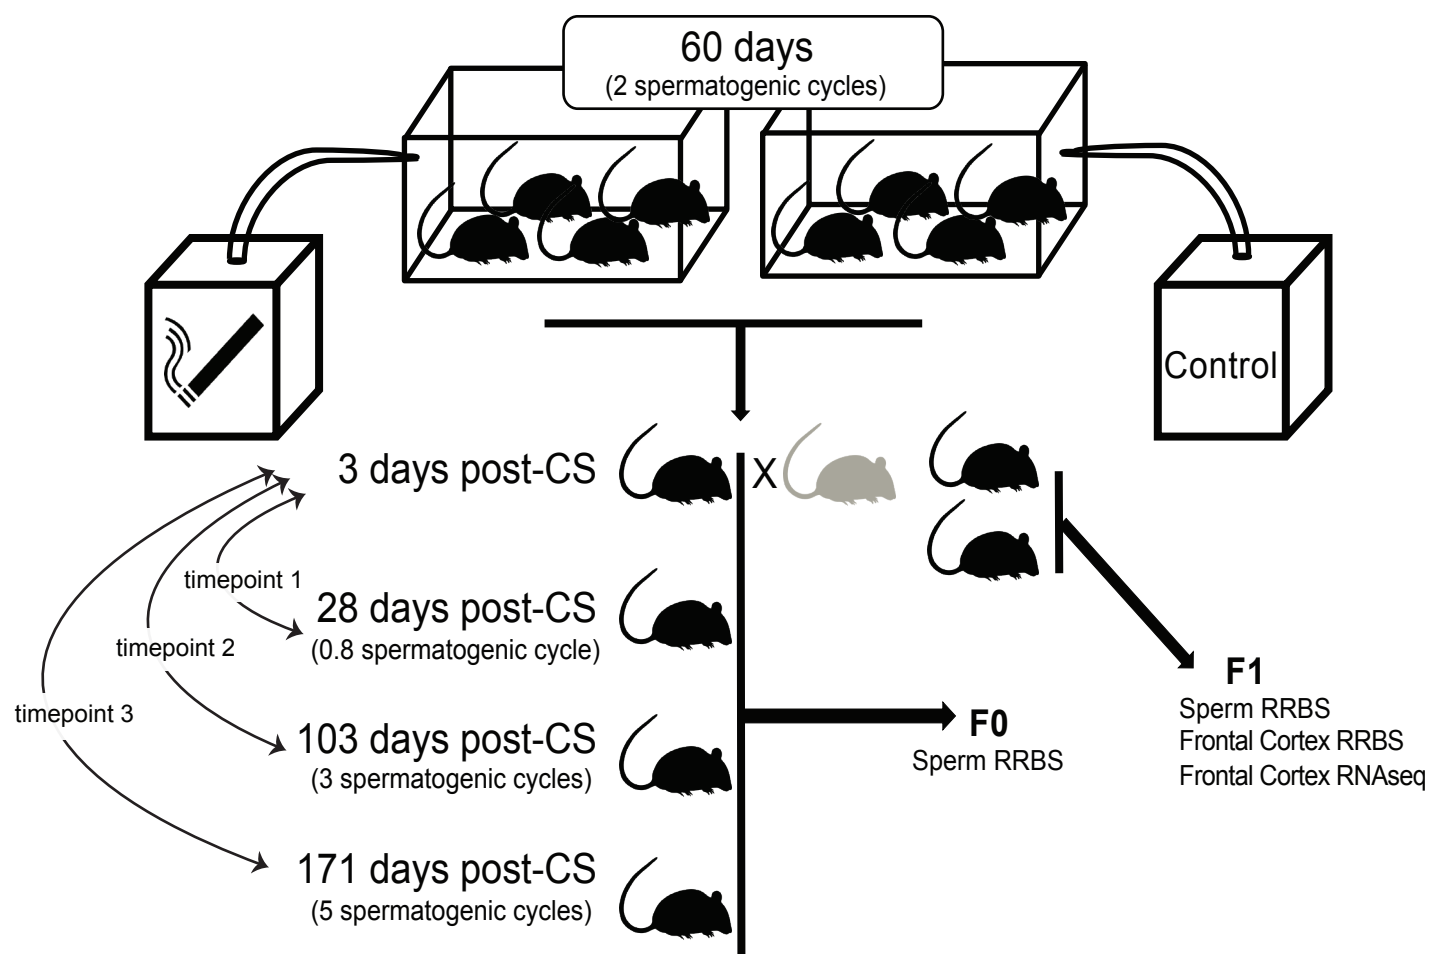 60 days
(2 spermatogenic cycles)
Control
3 days post-CS
X
timepoint 1
28 days post-CS
(0.8 spermatogenic cycle)
timepoint 2
timepoint 3
103 days post-CS
(3 spermatogenic cycles)
171 days post-CS
(5 spermatogenic cycles)
F0
Sperm RRBS
F1
Sperm RRBS
Frontal Cortex RRBS
Frontal Cortex RNAseq